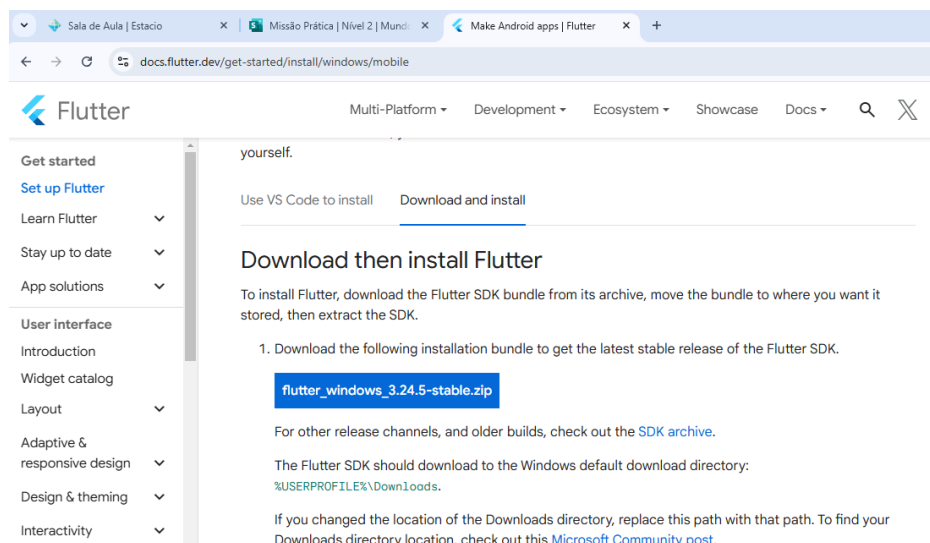 Sala de Aula | Estacio
Missão Prática | Nível 2 | Mund
Make Android apps | Flutter
docs.flutter.dev/get-started/install/windows/mobile
Flutter
Multi-Platform
Development
Ecosystem
Showcase
Docs
Get started
Set up Flutter
Learn Flutter
Stay up to date
App solutions
User interface
Introduction
Widget catalog
Layout
Adaptive &
responsive design
Design & theming
Interactivity
yourself.
Use VS Code to install
Download and install
Download then install Flutter
To install Flutter, download the Flutter SDK bundle from its archive, move the bundle to where you want it
stored, then extract the SDK.
1. Download the following installation bundle to get the latest stable release of the Flutter SDK.
flutter_windows_3.24.5-stable.zip
For other release channels, and older builds, check out the SDK archive.
The Flutter SDK should download to the Windows default download directory:
%USERPROFILE%\Downloads.
If you changed the location of the Downloads directory, replace this path with that path. To find your
Downloads directory location, check out this Microsoft Community post.